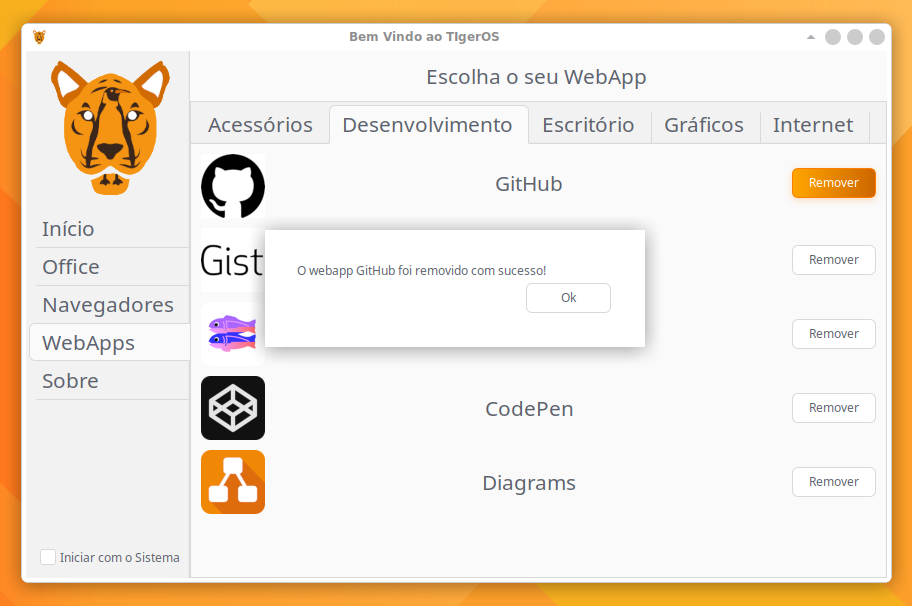 Bem Vindo ao TIgerOS
Escolha o seu WebApp
Acessórios Desenvolvimento Escritório Gráficos Internet
Início
Office
Navegadores
WebApps
Sobre
Iniciar com o Sistema
GitHub Remover
Gist Remover
O webapp GitHub foi removido com sucesso!
Ok
Remover
CodePen Remover
Diagrams Remover